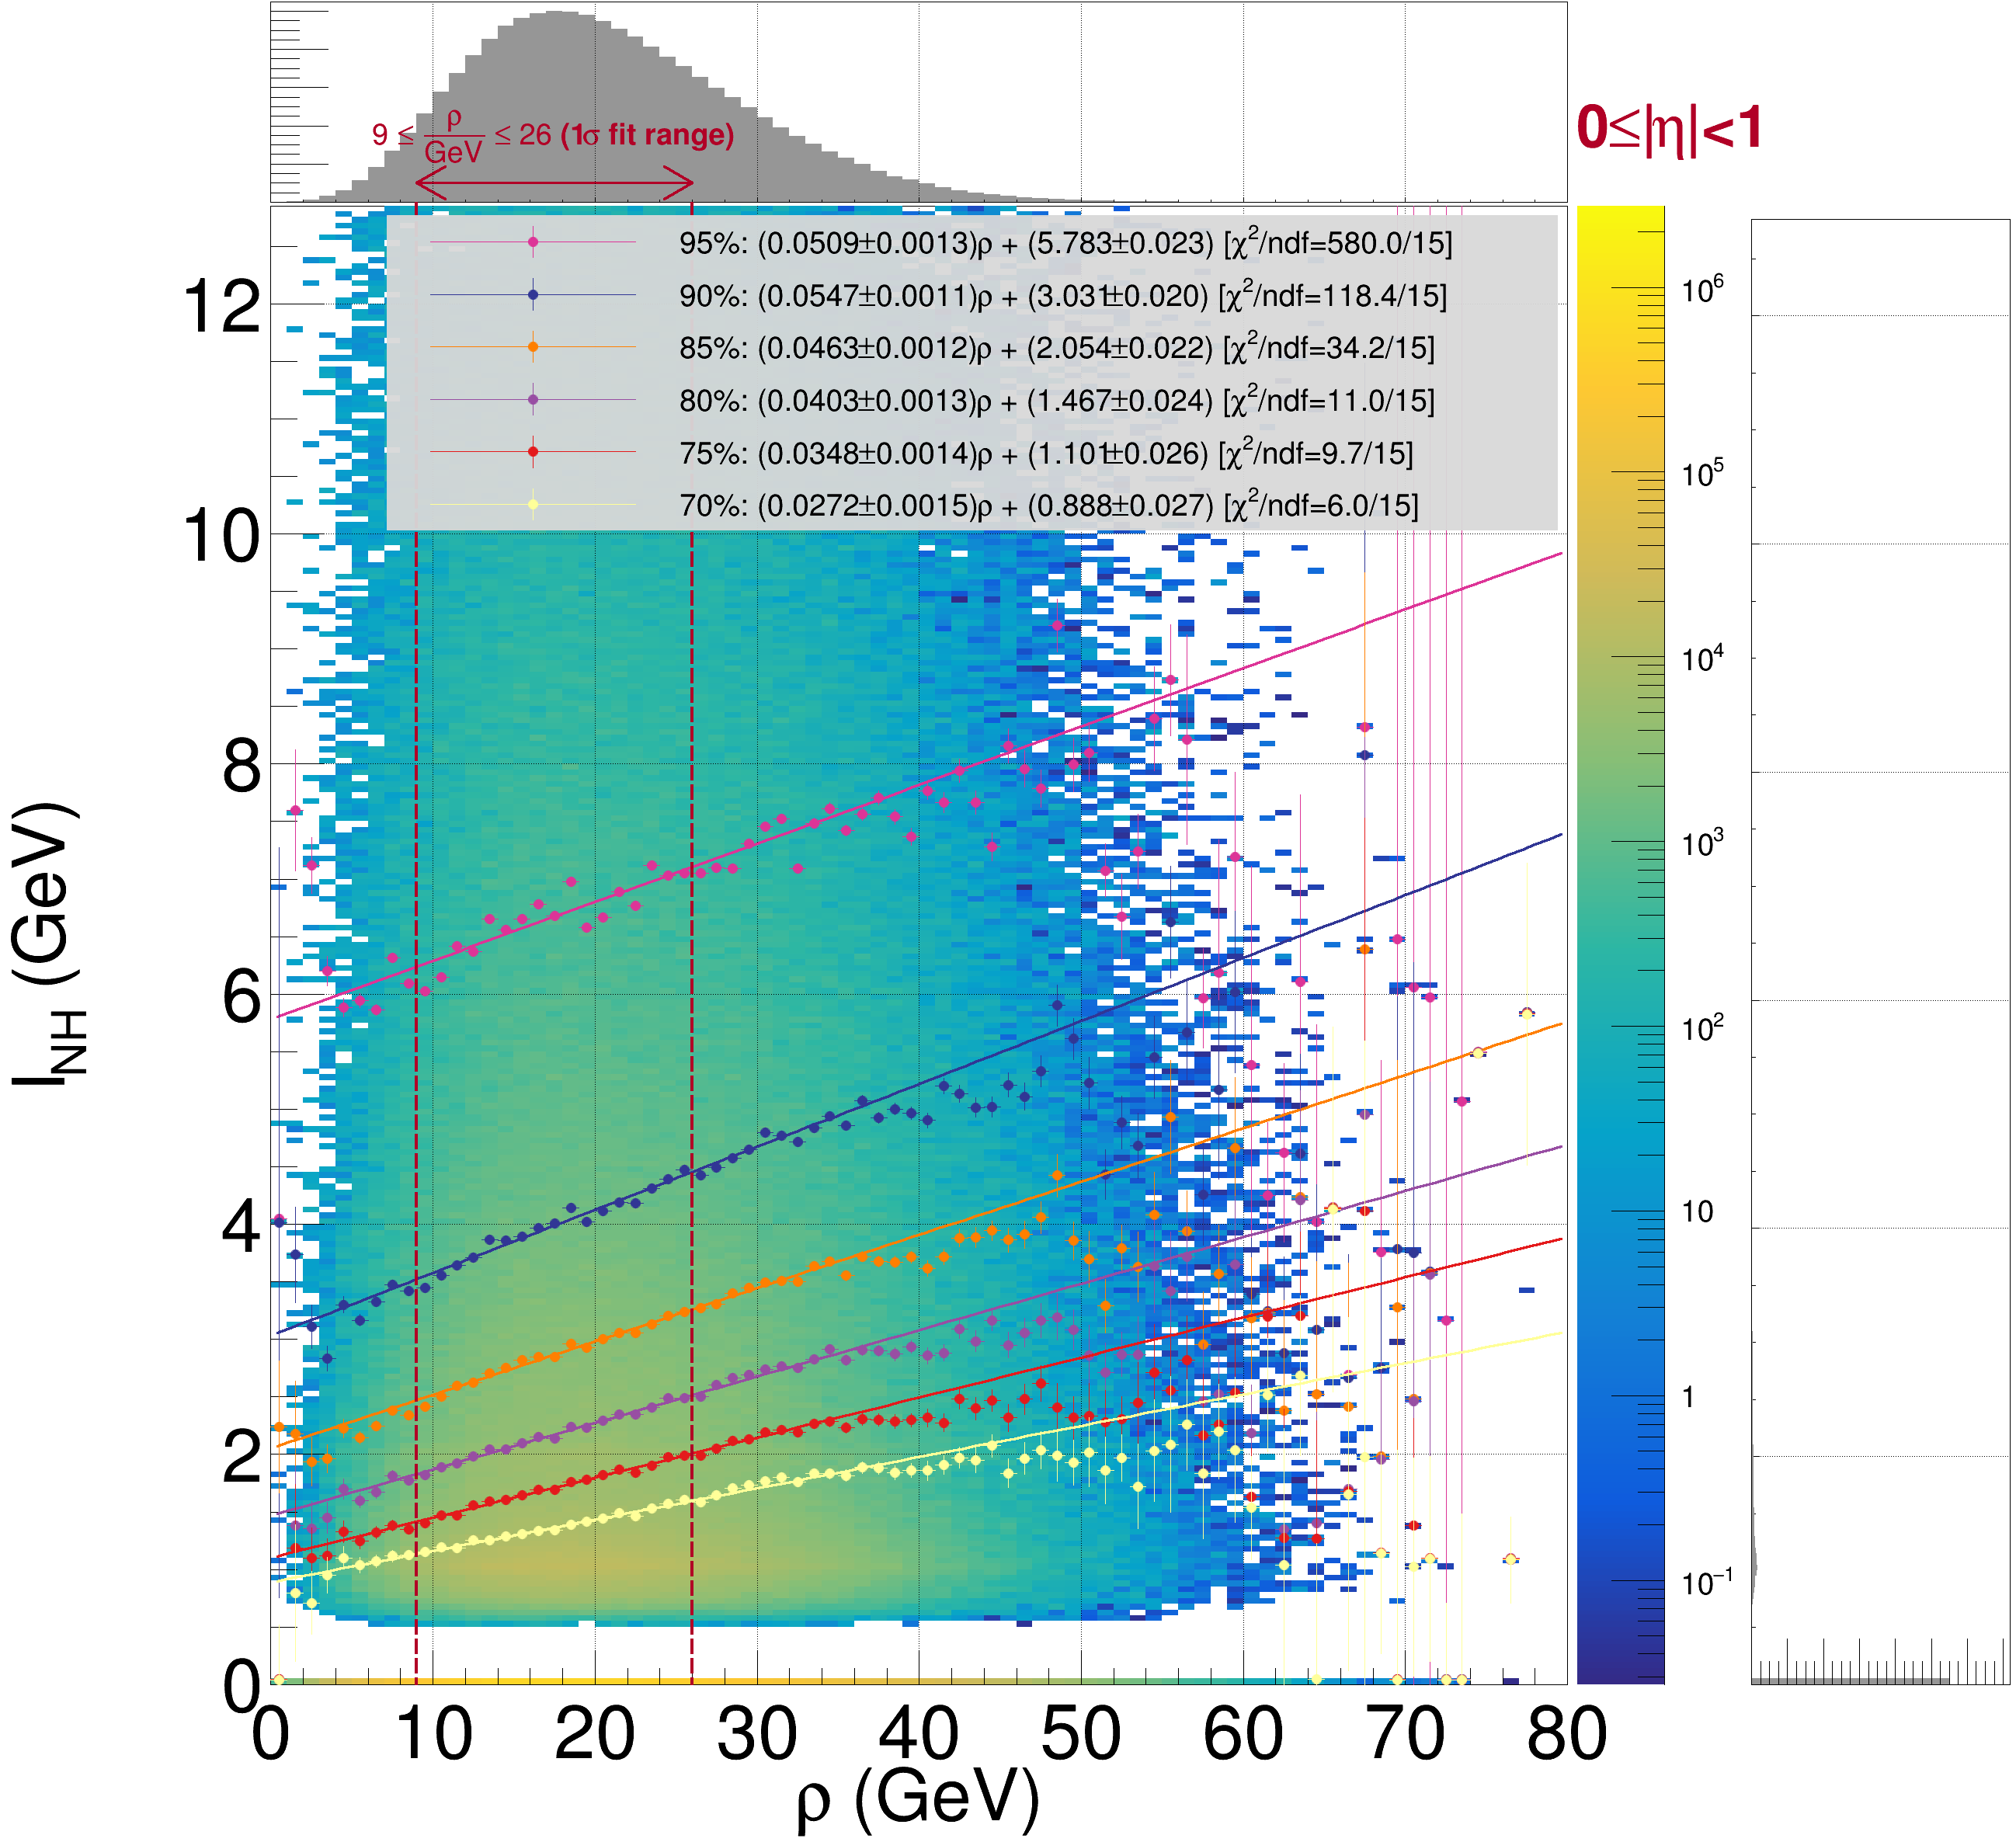 9 ≤ ρ/GeV ≤ 26 (1σ fit range)
0≤|η|<1
95%: (0.0509±0.0013)ρ + (5.783±0.023) [χ²/ndf=580.0/15]
90%: (0.0547±0.0011)ρ + (3.031±0.020) [χ²/ndf=118.4/15]
85%: (0.0463±0.0012)ρ + (2.054±0.022) [χ²/ndf=34.2/15]
80%: (0.0403±0.0013)ρ + (1.467±0.024) [χ²/ndf=11.0/15]
75%: (0.0348±0.0014)ρ + (1.101±0.026) [χ²/ndf=9.7/15]
70%: (0.0272±0.0015)ρ + (0.888±0.027) [χ²/ndf=6.0/15]
12
10
8
6
4
2
0
I_NH (GeV)
0 10 20 30 40 50 60 70 80
ρ (GeV)
10⁶
10⁵
10⁴
10³
10²
10
1
10⁻¹